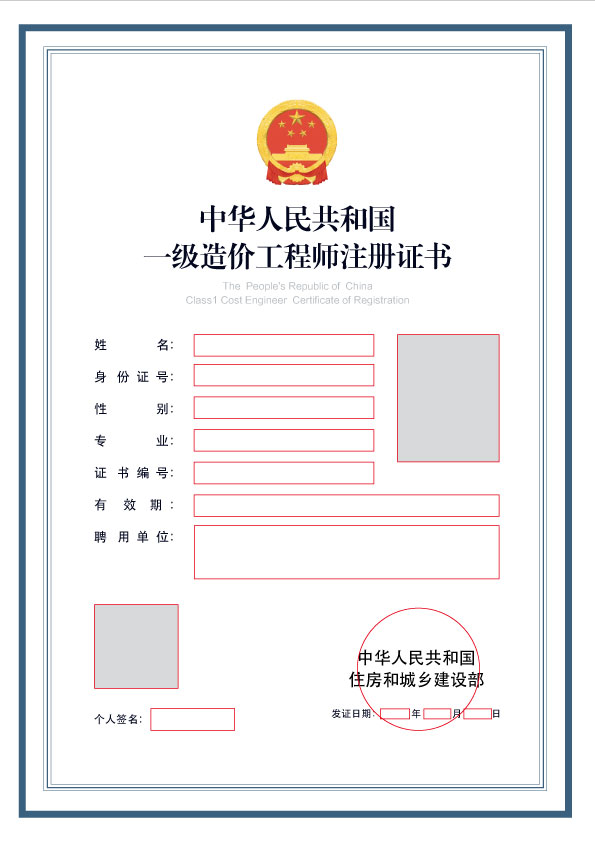 中华人民共和国
一级造价工程师注册证书
The People's Republic of China
Class1 Cost Engineer Certificate of Registration
姓 名：
身 份 证 号：
性 别：
专 业：
证 书 编 号：
有 效 期 ：
聘 用 单 位：
中华人民共和国
住房和城乡建设部
个人签名：
发证日期： 年 月 日